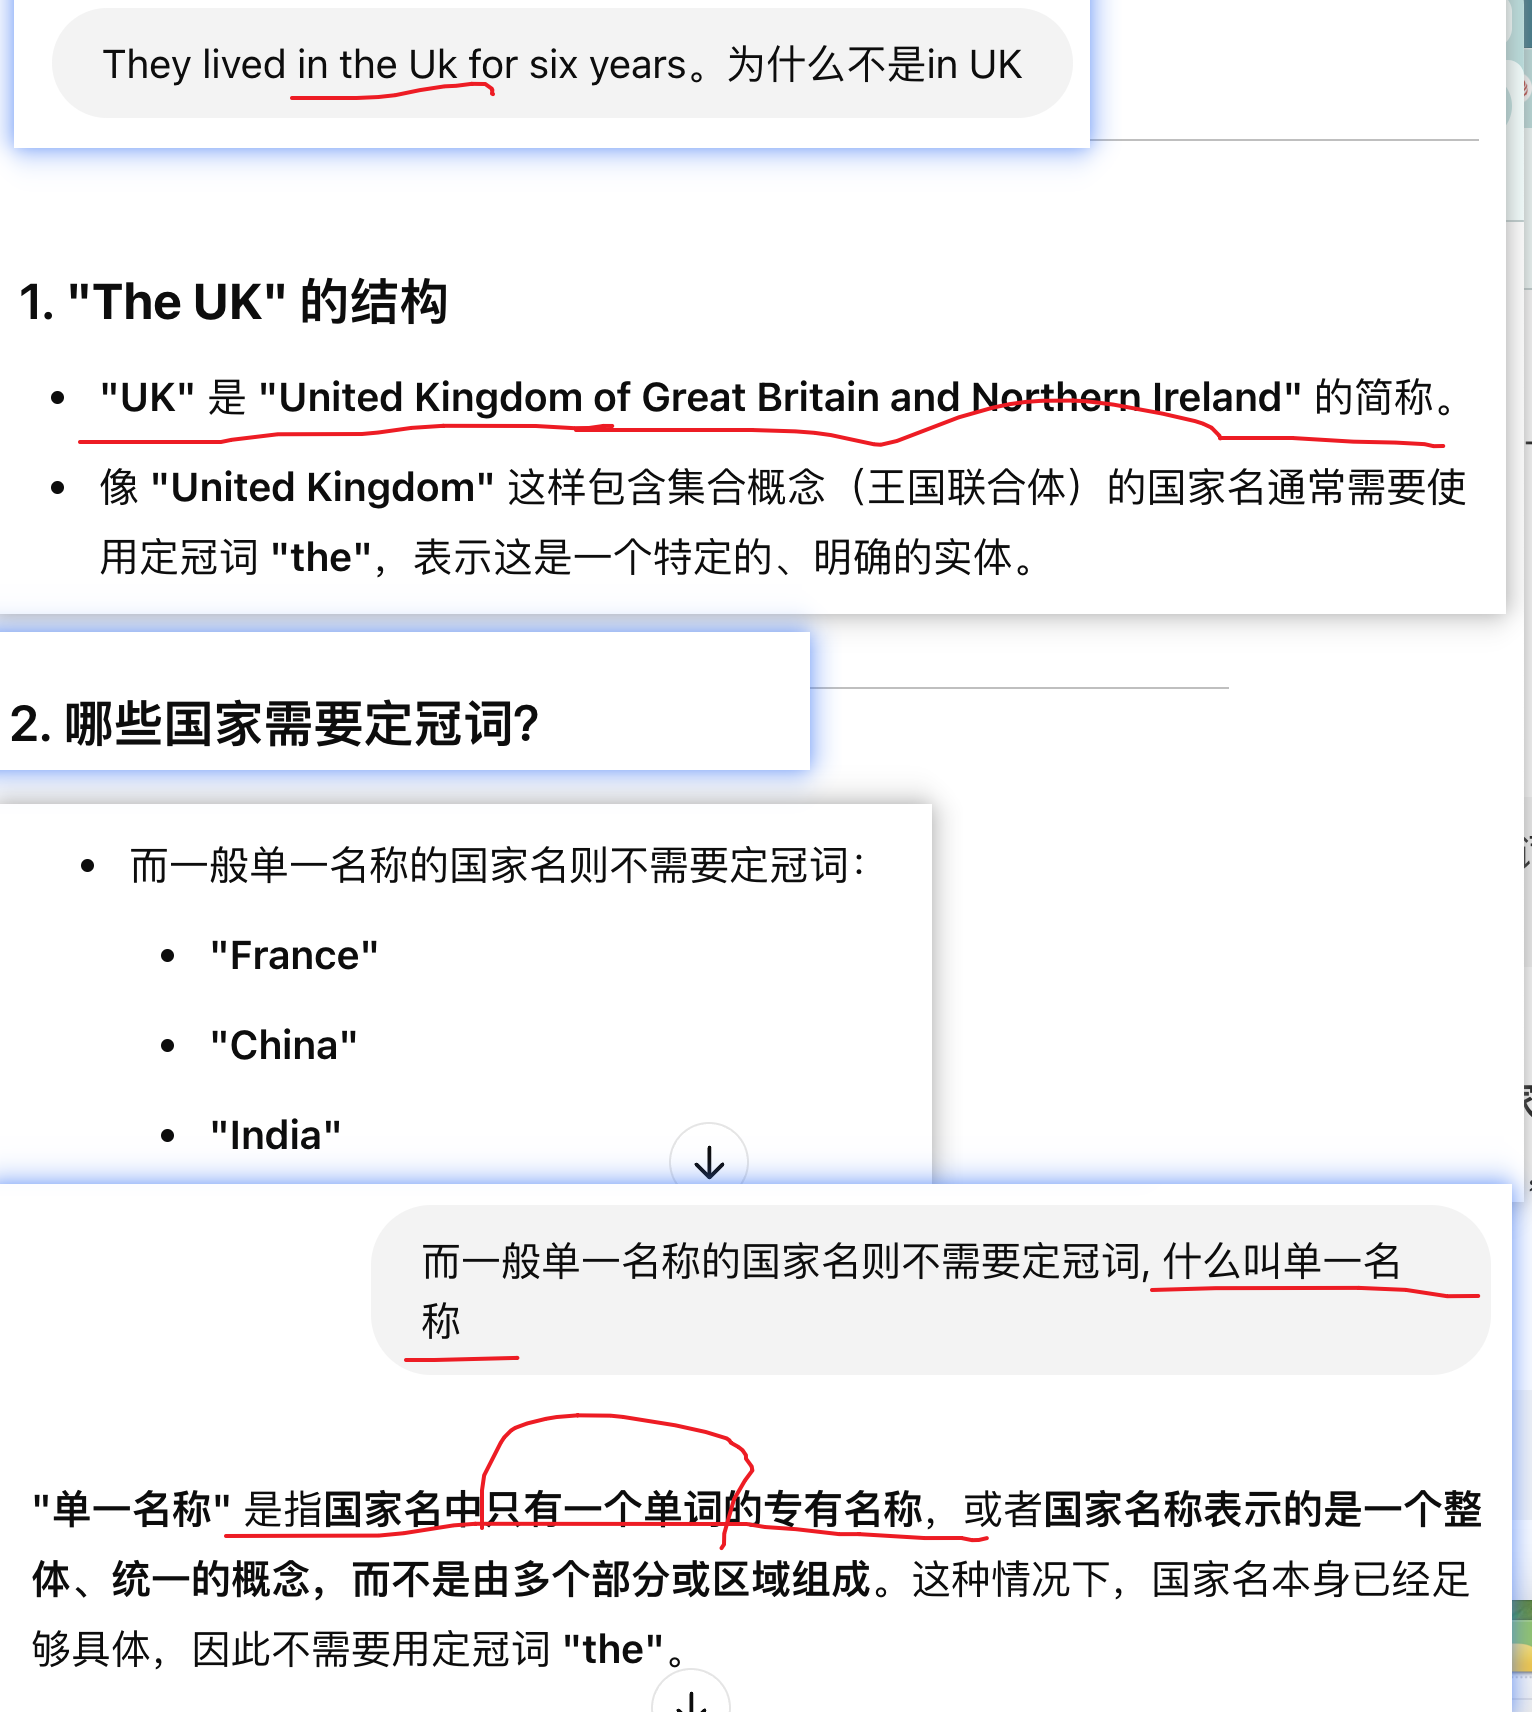 They lived in the Uk for six years。为什么不是in UK
1. "The UK" 的结构
• "UK" 是 "United Kingdom of Great Britain and Northern Ireland" 的简称。
• 像 "United Kingdom" 这样包含集合概念（王国联合体）的国家名通常需要使
用定冠词 "the"，表示这是一个特定的、明确的实体。
2. 哪些国家需要定冠词?
• 而一般单一名称的国家名则不需要定冠词：
• "France"
• "China"
• "India"
而一般单一名称的国家名则不需要定冠词, 什么叫单一名
称
"单一名称" 是指国家名中只有一个单词的专有名称，或者国家名称表示的是一个整
体、统一的概念，而不是由多个部分或区域组成。这种情况下，国家名本身已经足
够具体，因此不需要用定冠词 "the"。